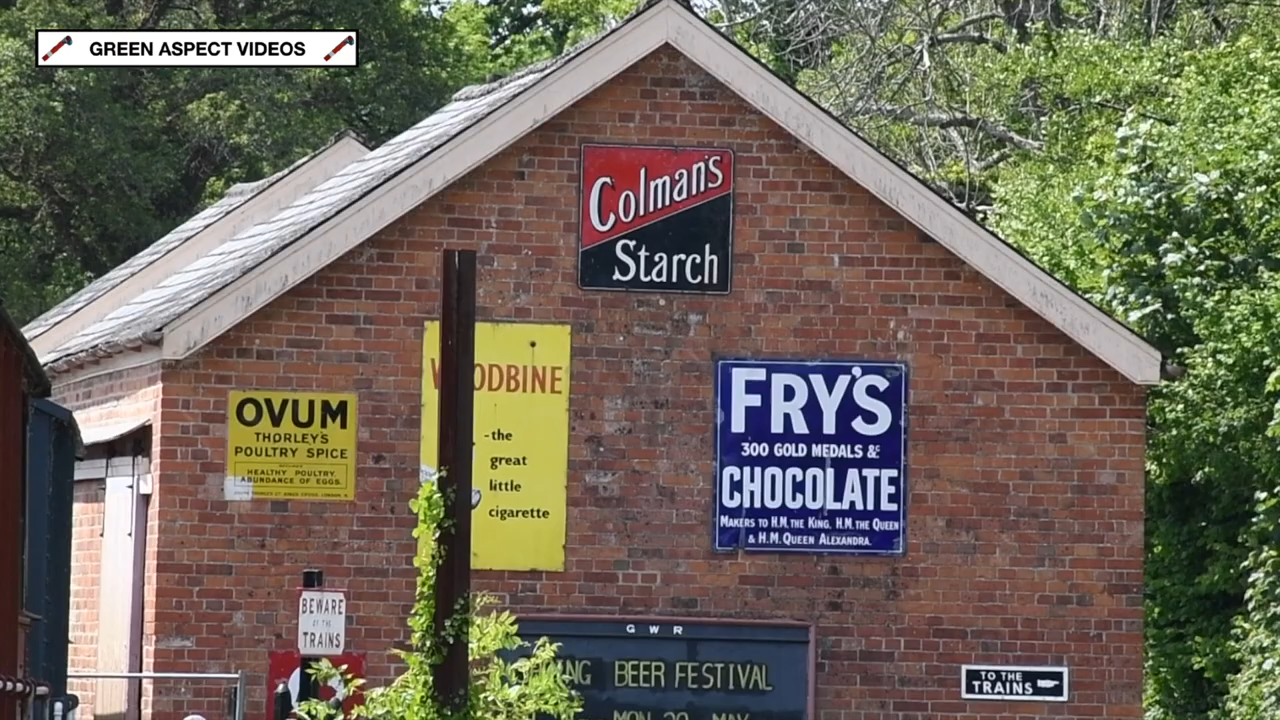 GREEN ASPECT VIDEOS
Colman's
Starch
OVUM
THORLEY'S
POULTRY SPICE
HEALTHY POULTRY.
ABUNDANCE OF EGGS.
-the
great
little
cigarette
FRY'S
300 GOLD MEDALS &
CHOCOLATE
MAKERS TO H.M. THE KING, H.M. THE QUEEN
& H.M. QUEEN ALEXANDRA.
BEWARE
OF THE
TRAINS
GWR
BEER FESTIVAL
MAY
TO THE
TRAINS